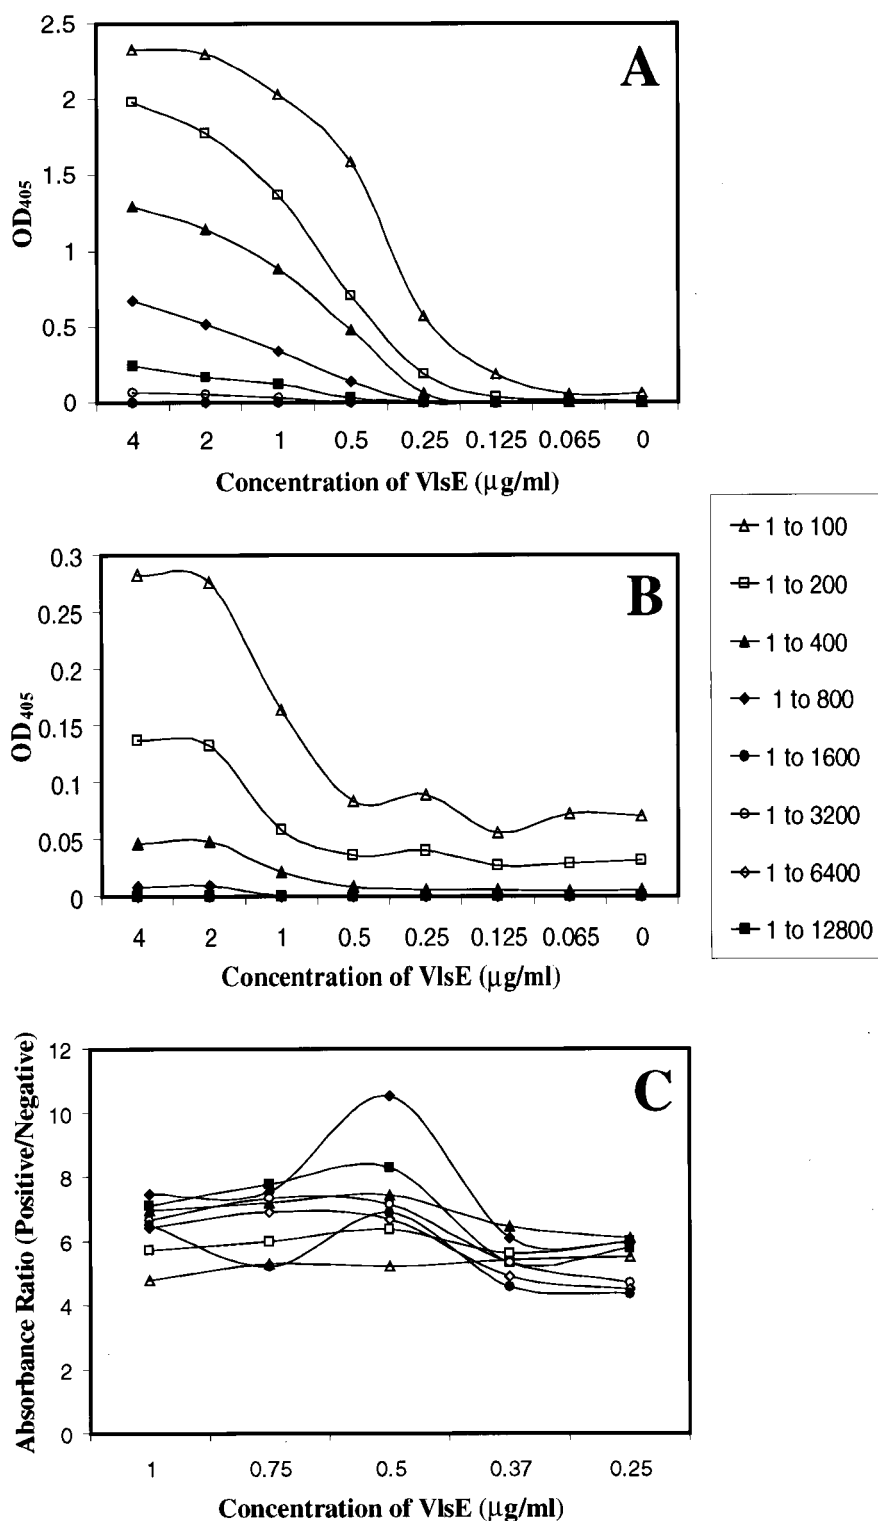 A
2.5
2
1.5
1
0.5
0
OD405
4 2 1 0.5 0.25 0.125 0.065 0
Concentration of VlsE (μg/ml)
B
0.3
0.25
0.2
0.15
0.1
0.05
0
OD405
4 2 1 0.5 0.25 0.125 0.065 0
Concentration of VlsE (μg/ml)
1 to 100
1 to 200
1 to 400
1 to 800
1 to 1600
1 to 3200
1 to 6400
1 to 12800
C
12
10
8
6
4
2
0
Absorbance Ratio (Positive/Negative)
1 0.75 0.5 0.37 0.25
Concentration of VlsE (μg/ml)